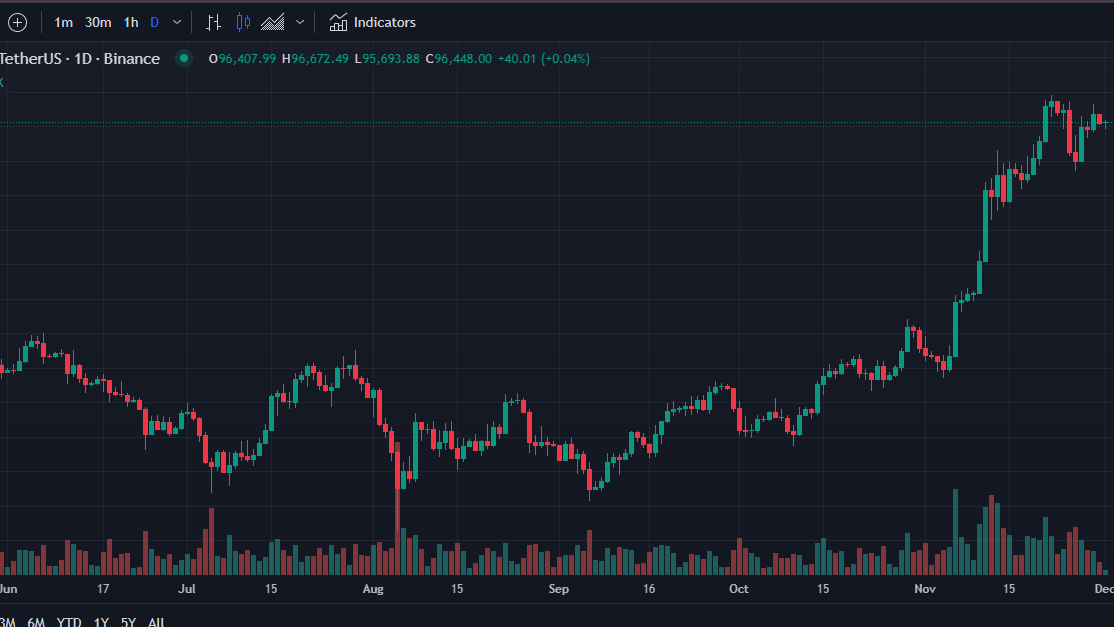 1m 30m 1h D Indicators
TetherUS · 1D · Binance O96,407.99 H96,672.49 L95,693.88 C96,448.00 +40.01 (+0.04%)
K
Jun 17 Jul 15 Aug 15 Sep 16 Oct 15 Nov 15 Dec
3M 6M YTD 1Y 5Y All